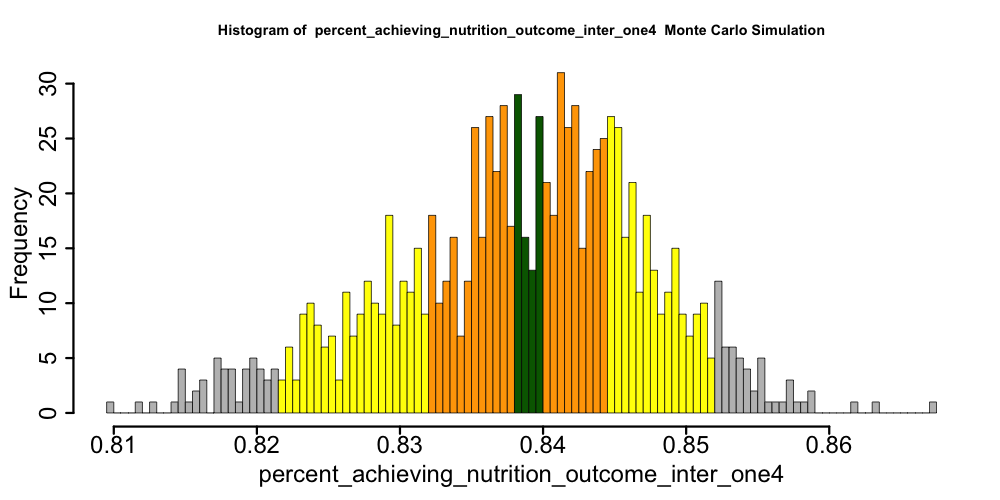 Histogram of percent_achieving_nutrition_outcome_inter_one4 Monte Carlo Simulation
30
25
20
15
10
5
0
Frequency
0.81 0.82 0.83 0.84 0.85 0.86
percent_achieving_nutrition_outcome_inter_one4